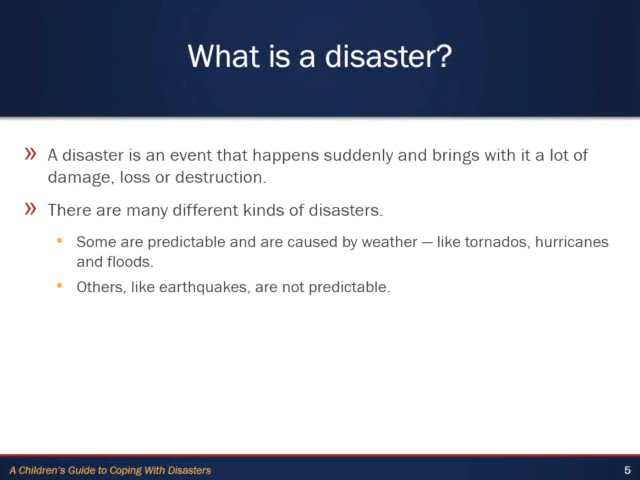 What is a disaster?
» A disaster is an event that happens suddenly and brings with it a lot of
damage, loss or destruction.
» There are many different kinds of disasters.
• Some are predictable and are caused by weather — like tornados, hurricanes
and floods.
• Others, like earthquakes, are not predictable.
A Children's Guide to Coping With Disasters
5